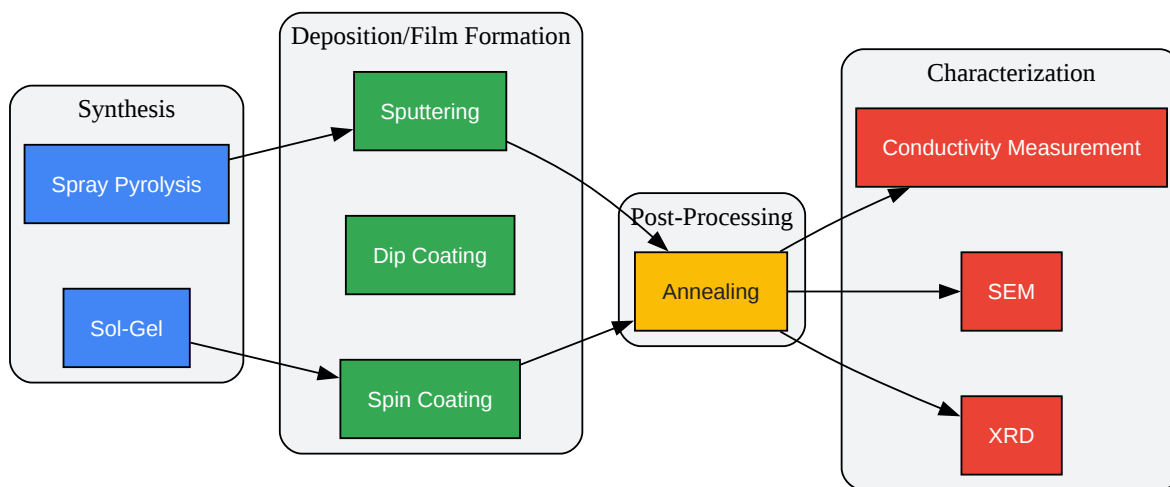 Synthesis
Spray Pyrolysis
Sol-Gel
Deposition/Film Formation
Sputtering
Dip Coating
Spin Coating
Post-Processing
Annealing
Characterization
Conductivity Measurement
SEM
XRD